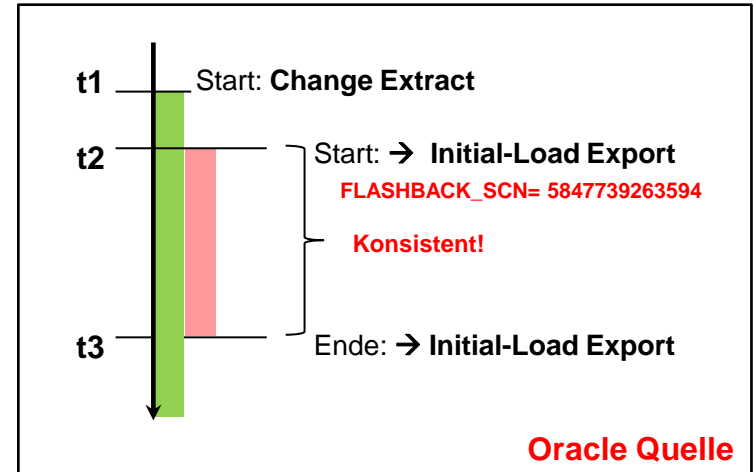 t1 Start: Change Extract
t2 Start: → Initial-Load Export
FLASHBACK_SCN= 5847739263594
Konsistent!
t3 Ende: → Initial-Load Export
Oracle Quelle